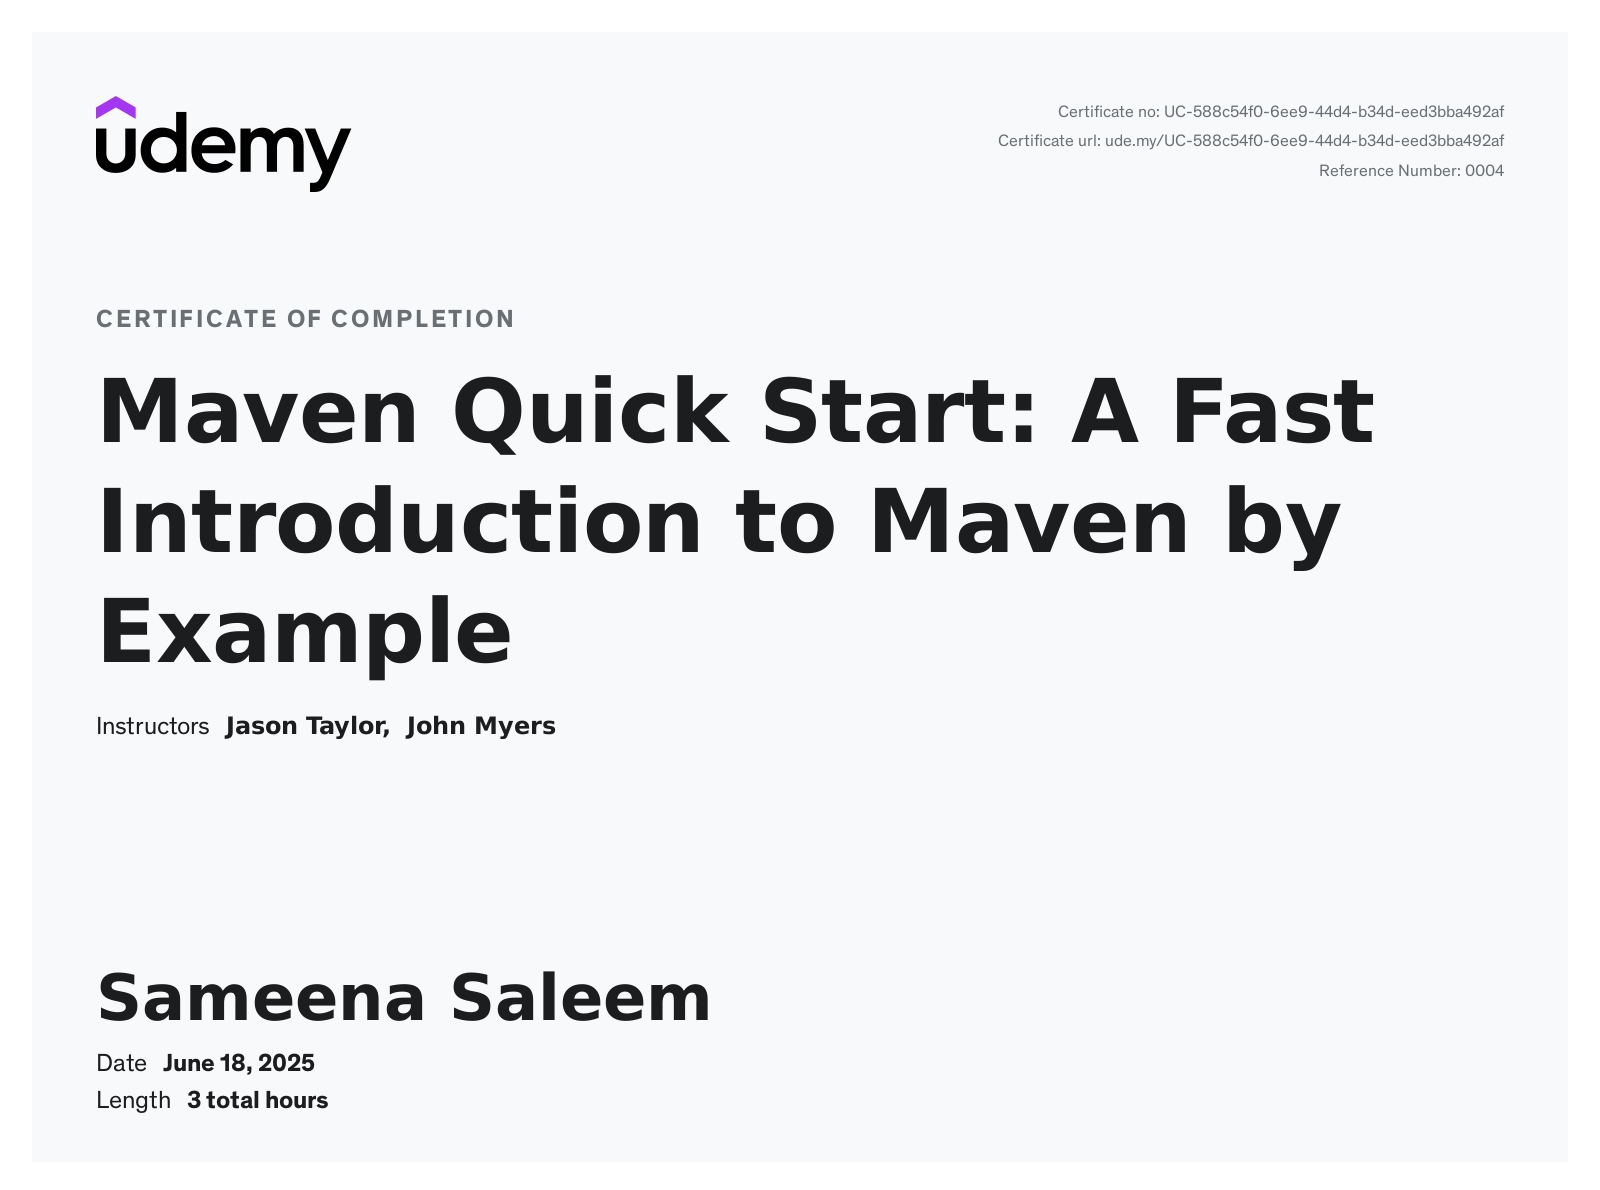 udemy
Certificate no: UC-588c54f0-6ee9-44d4-b34d-eed3bba492af
Certificate url: ude.my/UC-588c54f0-6ee9-44d4-b34d-eed3bba492af
Reference Number: 0004
CERTIFICATE OF COMPLETION
Maven Quick Start: A Fast
Introduction to Maven by
Example
Instructors Jason Taylor, John Myers
Sameena Saleem
Date June 18, 2025
Length 3 total hours